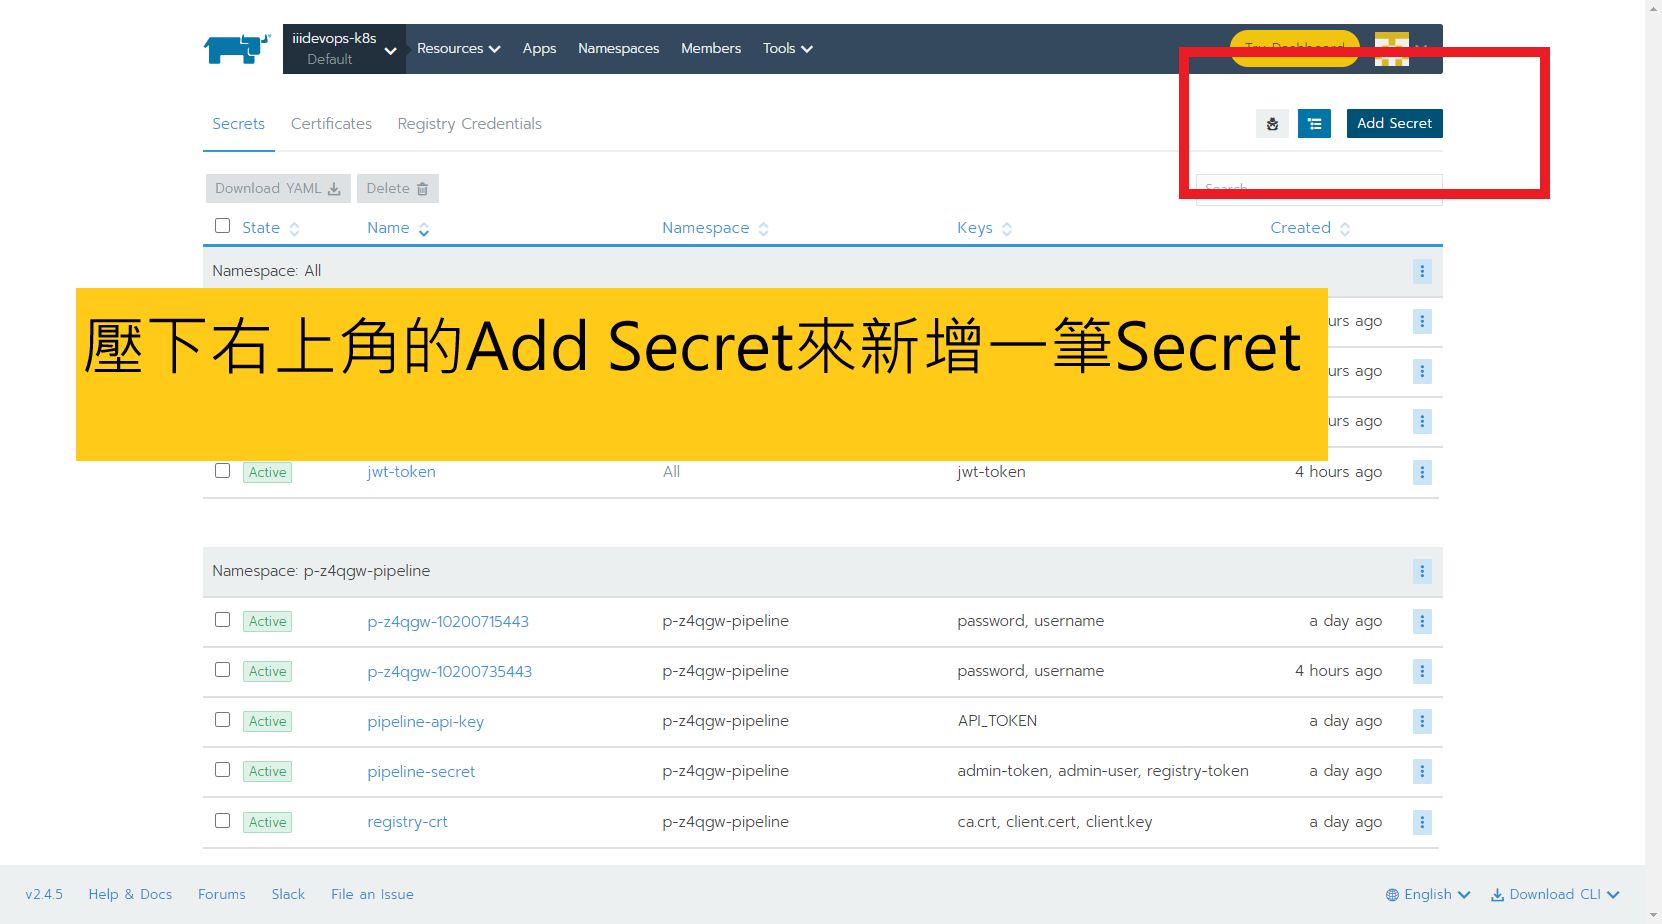 iiidevops-k8s
Default
Resources Apps Namespaces Members Tools
Try Dashboard
Secrets Certificates Registry Credentials
Add Secret
Download YAML Delete
Search
State Name Namespace Keys Created
Namespace: All
壓下右上角的Add Secret來新增一筆Secret
urs ago
urs ago
urs ago
Active jwt-token All jwt-token 4 hours ago
Namespace: p-z4qgw-pipeline
Active p-z4qgw-10200715443 p-z4qgw-pipeline password, username a day ago
Active p-z4qgw-10200735443 p-z4qgw-pipeline password, username 4 hours ago
Active pipeline-api-key p-z4qgw-pipeline API_TOKEN a day ago
Active pipeline-secret p-z4qgw-pipeline admin-token, admin-user, registry-token a day ago
Active registry-crt p-z4qgw-pipeline ca.crt, client.cert, client.key a day ago
v2.4.5 Help & Docs Forums Slack File an Issue English Download CLI